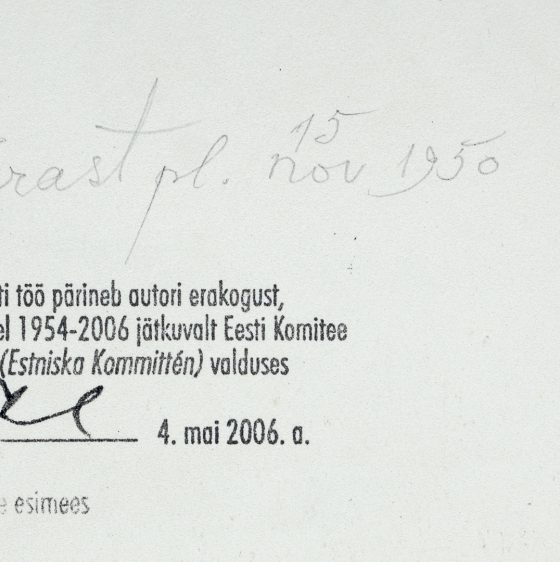 15
rast pl. nov 1950
ti töö pärineb autori erakogust,
el 1954-2006 jätkuvalt Eesti Komitee
(Estniska Kommittén) valduses
4. mai 2006. a.
e esimees